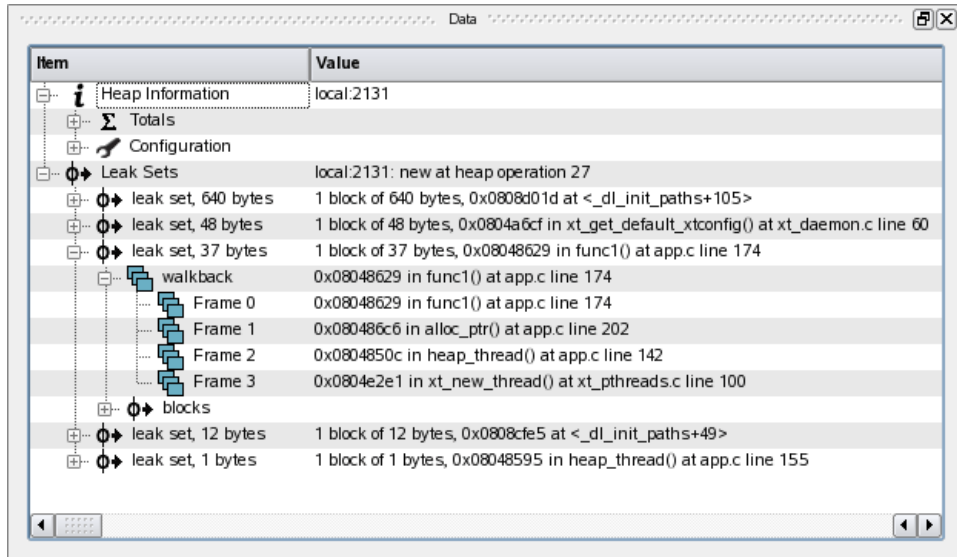 Data
Item Value
Heap Information local:2131
Totals
Configuration
Leak Sets local:2131: new at heap operation 27
leak set, 640 bytes 1 block of 640 bytes, 0x0808d01d at <_dl_init_paths+105>
leak set, 48 bytes 1 block of 48 bytes, 0x0804a6cf in xt_get_default_xtconfig() at xt_daemon.c line 60
leak set, 37 bytes 1 block of 37 bytes, 0x08048629 in func1() at app.c line 174
walkback 0x08048629 in func1() at app.c line 174
Frame 0 0x08048629 in func1() at app.c line 174
Frame 1 0x080486c6 in alloc_ptr() at app.c line 202
Frame 2 0x0804850c in heap_thread() at app.c line 142
Frame 3 0x0804e2e1 in xt_new_thread() at xt_pthreads.c line 100
blocks
leak set, 12 bytes 1 block of 12 bytes, 0x0808cfe5 at <_dl_init_paths+49>
leak set, 1 bytes 1 block of 1 bytes, 0x08048595 in heap_thread() at app.c line 155